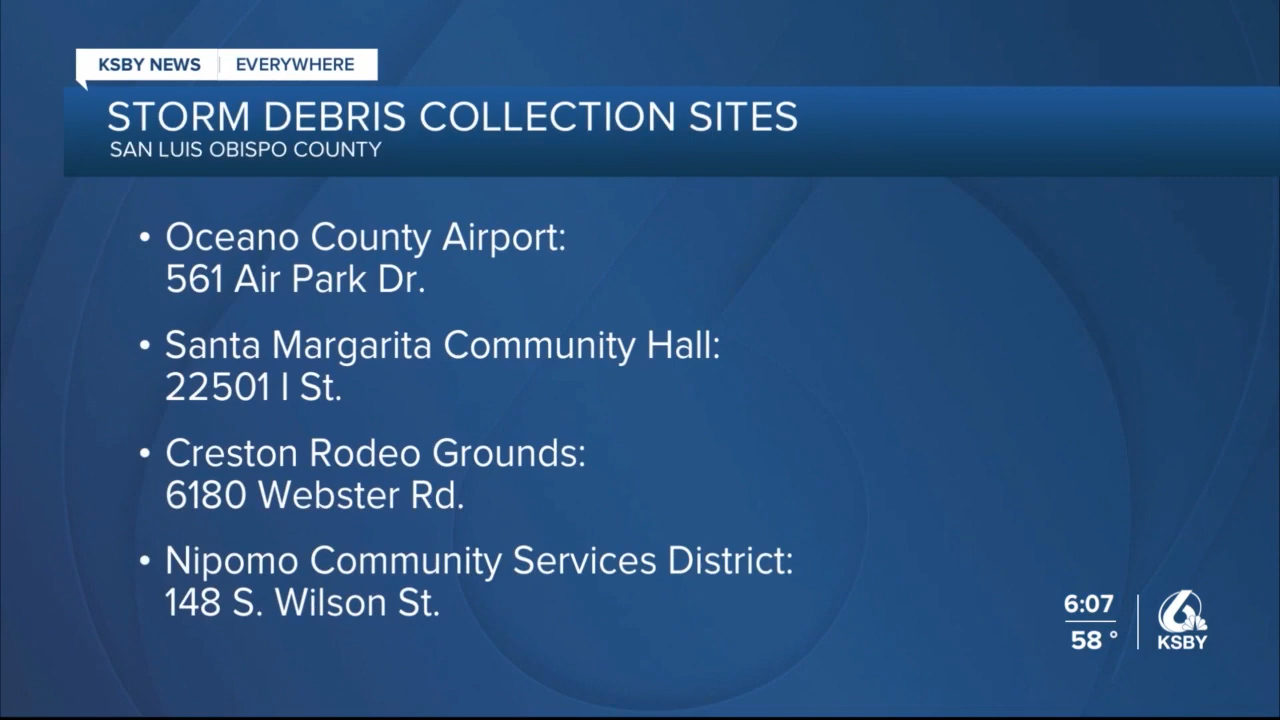 KSBY NEWS EVERYWHERE
STORM DEBRIS COLLECTION SITES
SAN LUIS OBISPO COUNTY
• Oceano County Airport:
561 Air Park Dr.
• Santa Margarita Community Hall:
22501 I St.
• Creston Rodeo Grounds:
6180 Webster Rd.
• Nipomo Community Services District:
148 S. Wilson St.
6:07
58 °
6
KSBY